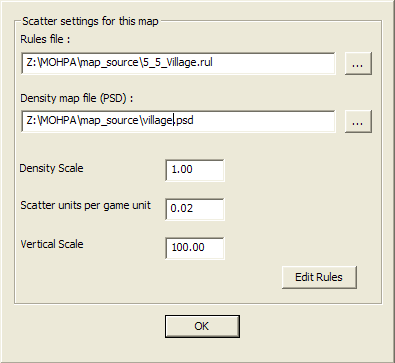 Scatter settings for this map
Rules file :
Z:\MOHPA\map_source\5_5_Village.rul
...
Density map file (PSD) :
Z:\MOHPA\map_source\village.psd
...
Density Scale
1.00
Scatter units per game unit
0.02
Vertical Scale
100.00
Edit Rules
OK